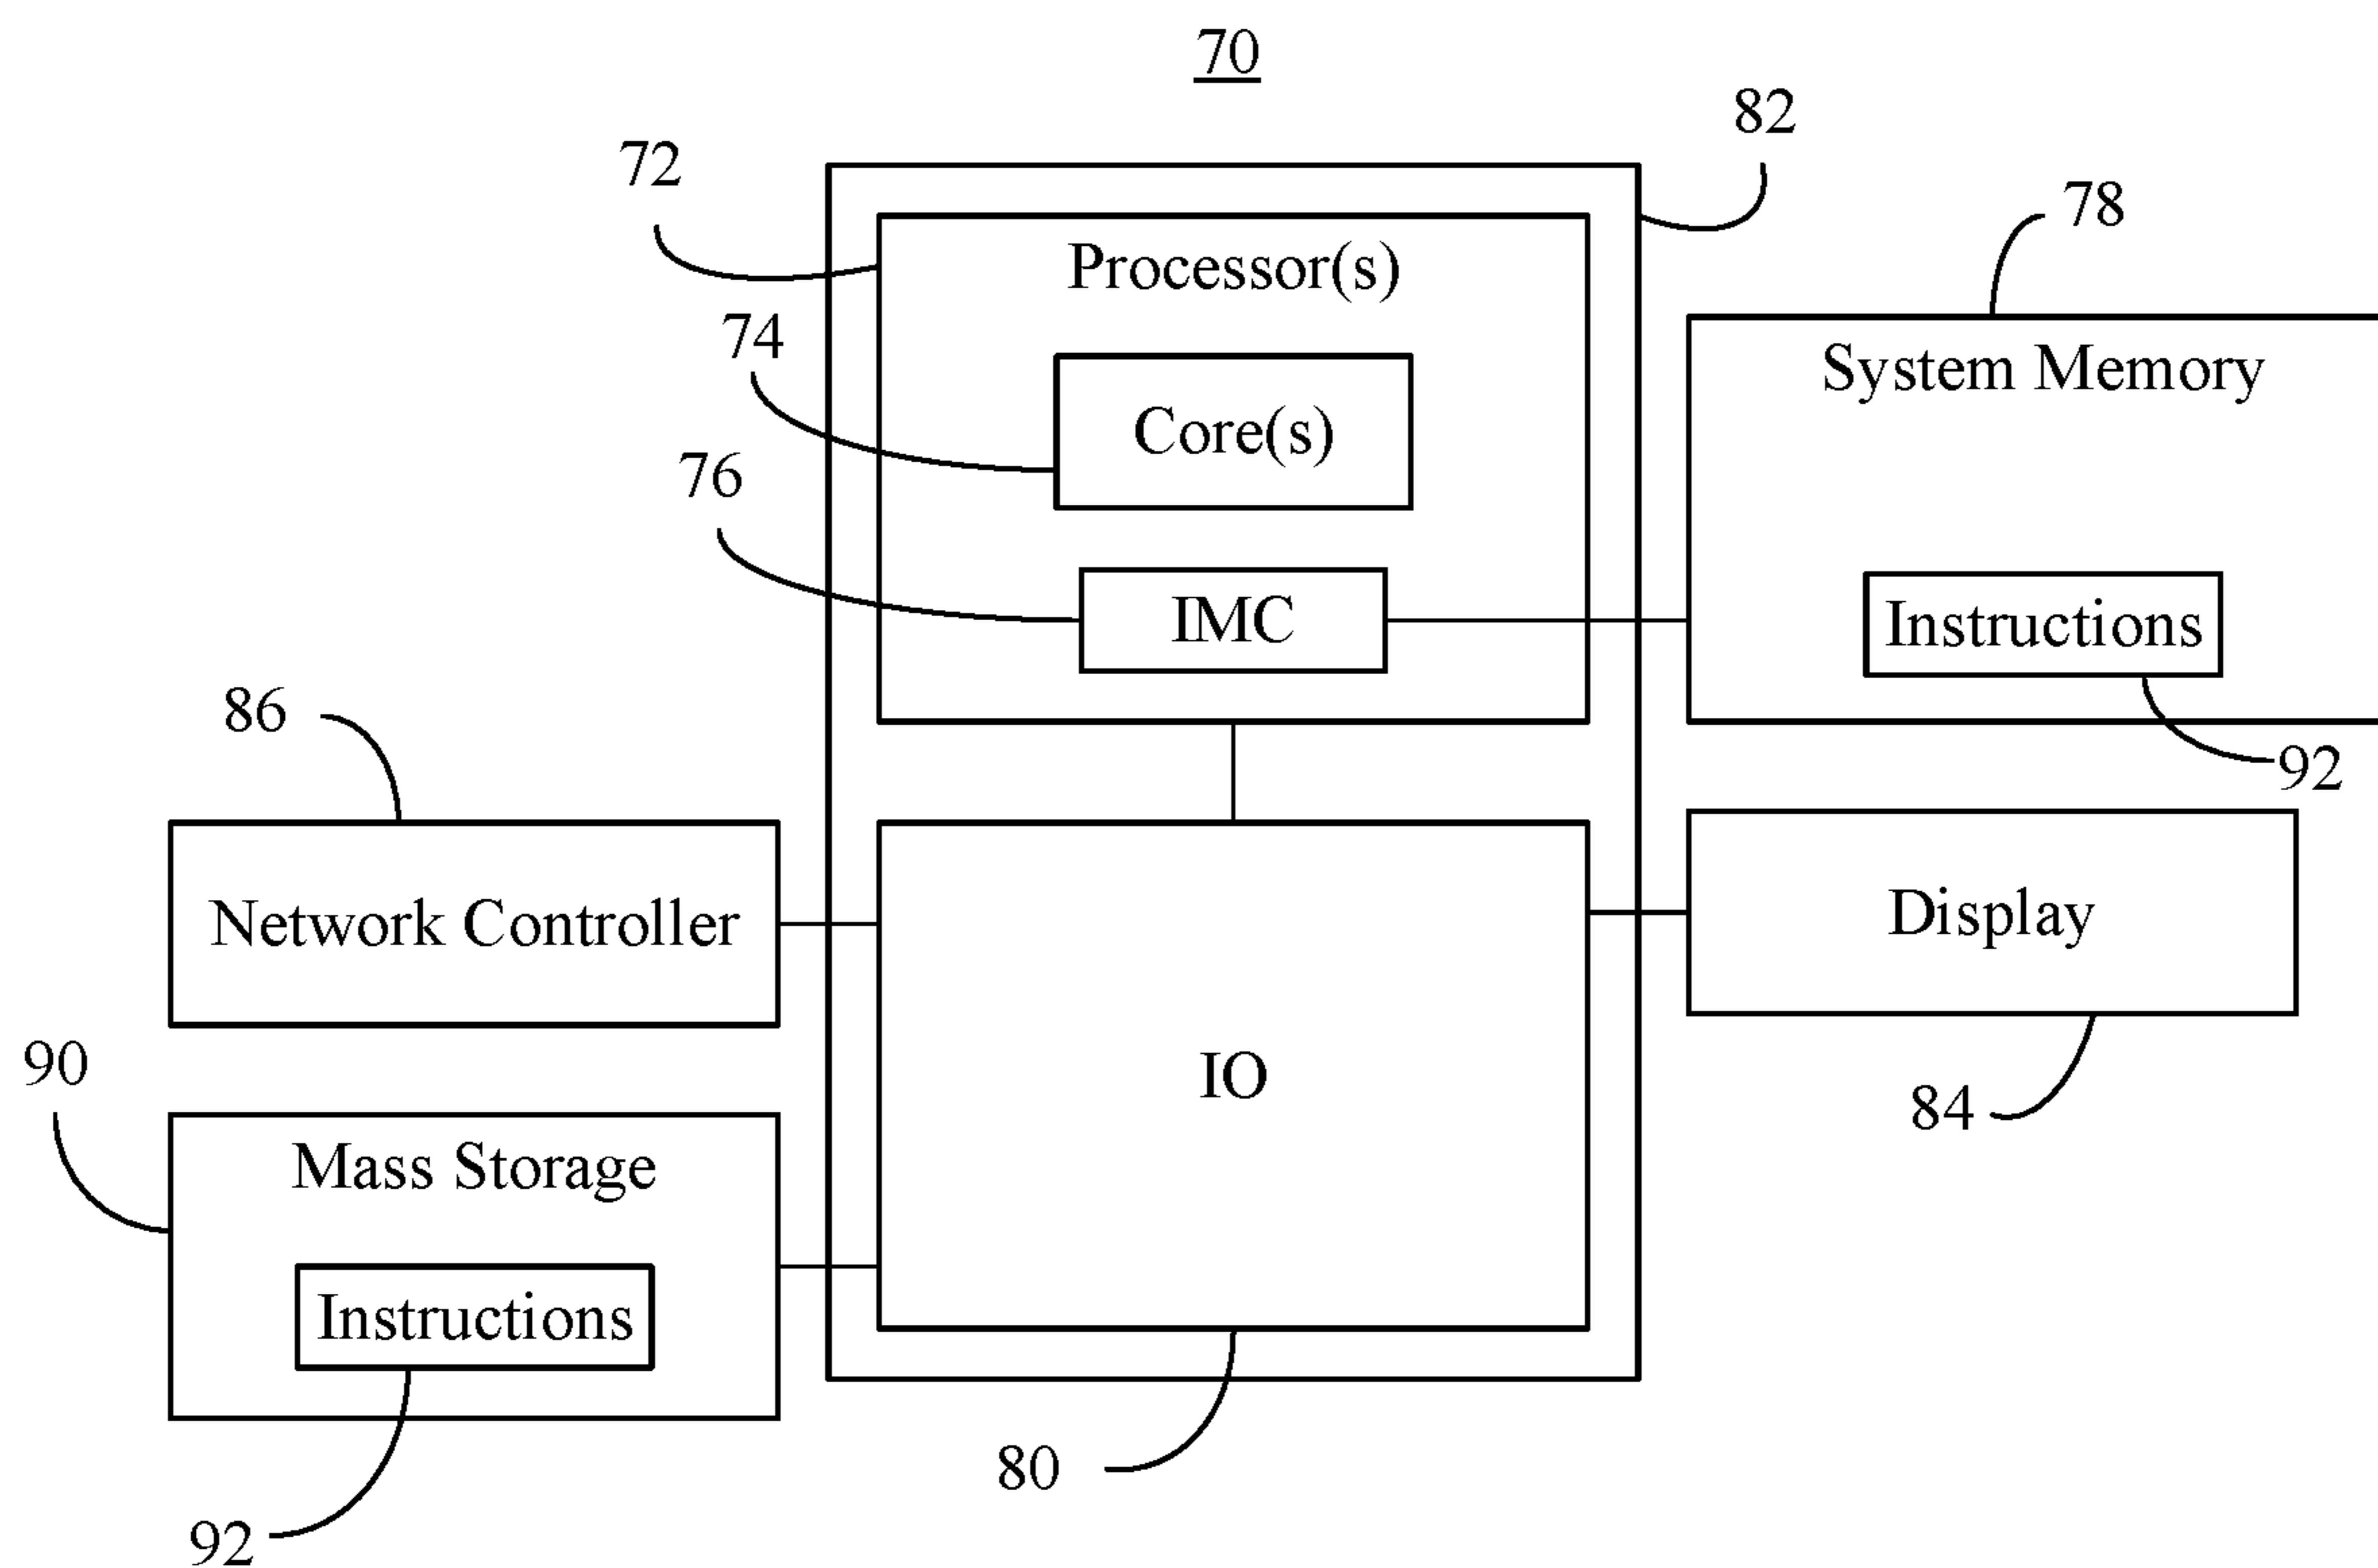 70
82
72
78
Processor(s)
System Memory
74
Core(s)
76
IMC
Instructions
86
92
Network Controller
Display
90
IO
84
Mass Storage
Instructions
80
92